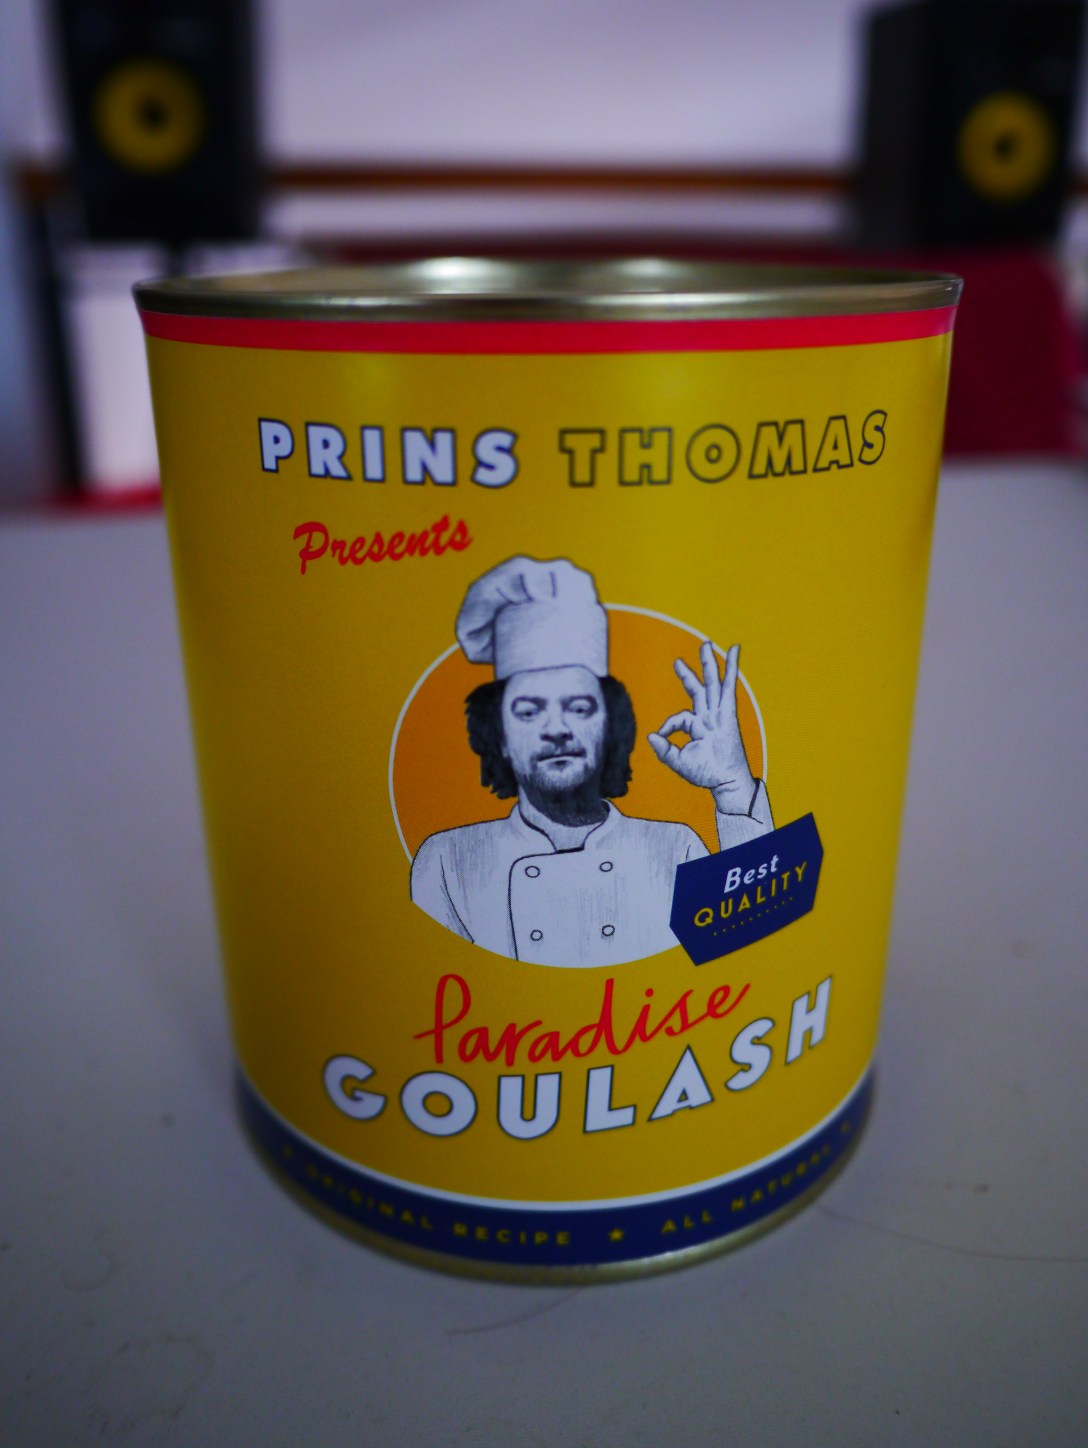 PRINS THOMAS
Presents
Best
QUALITY
Paradise
GOULASH
ORIGINAL RECIPE ★ ALL NATURAL